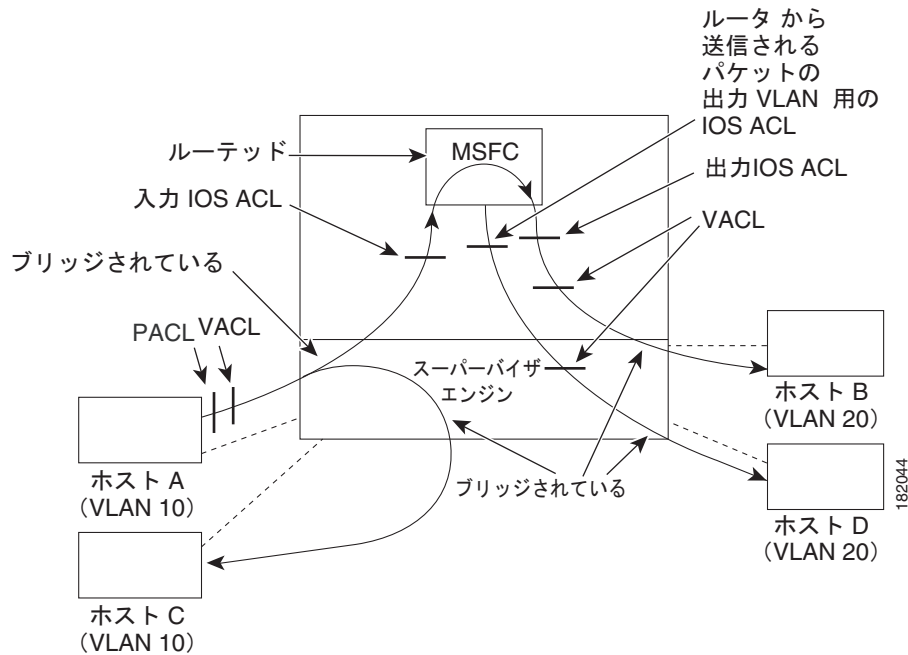 ルータ から
送信される
パケットの
出力 VLAN 用の
IOS ACL
ルーテッド
MSFC
出力IOS ACL
入力 IOS ACL
VACL
ブリッジされている
PACL VACL
スーパーバイザ
エンジン
ホスト B
(VLAN 20)
ホスト A
(VLAN 10)
ブリッジされている
ホスト D
(VLAN 20)
ホスト C
(VLAN 10)
182044